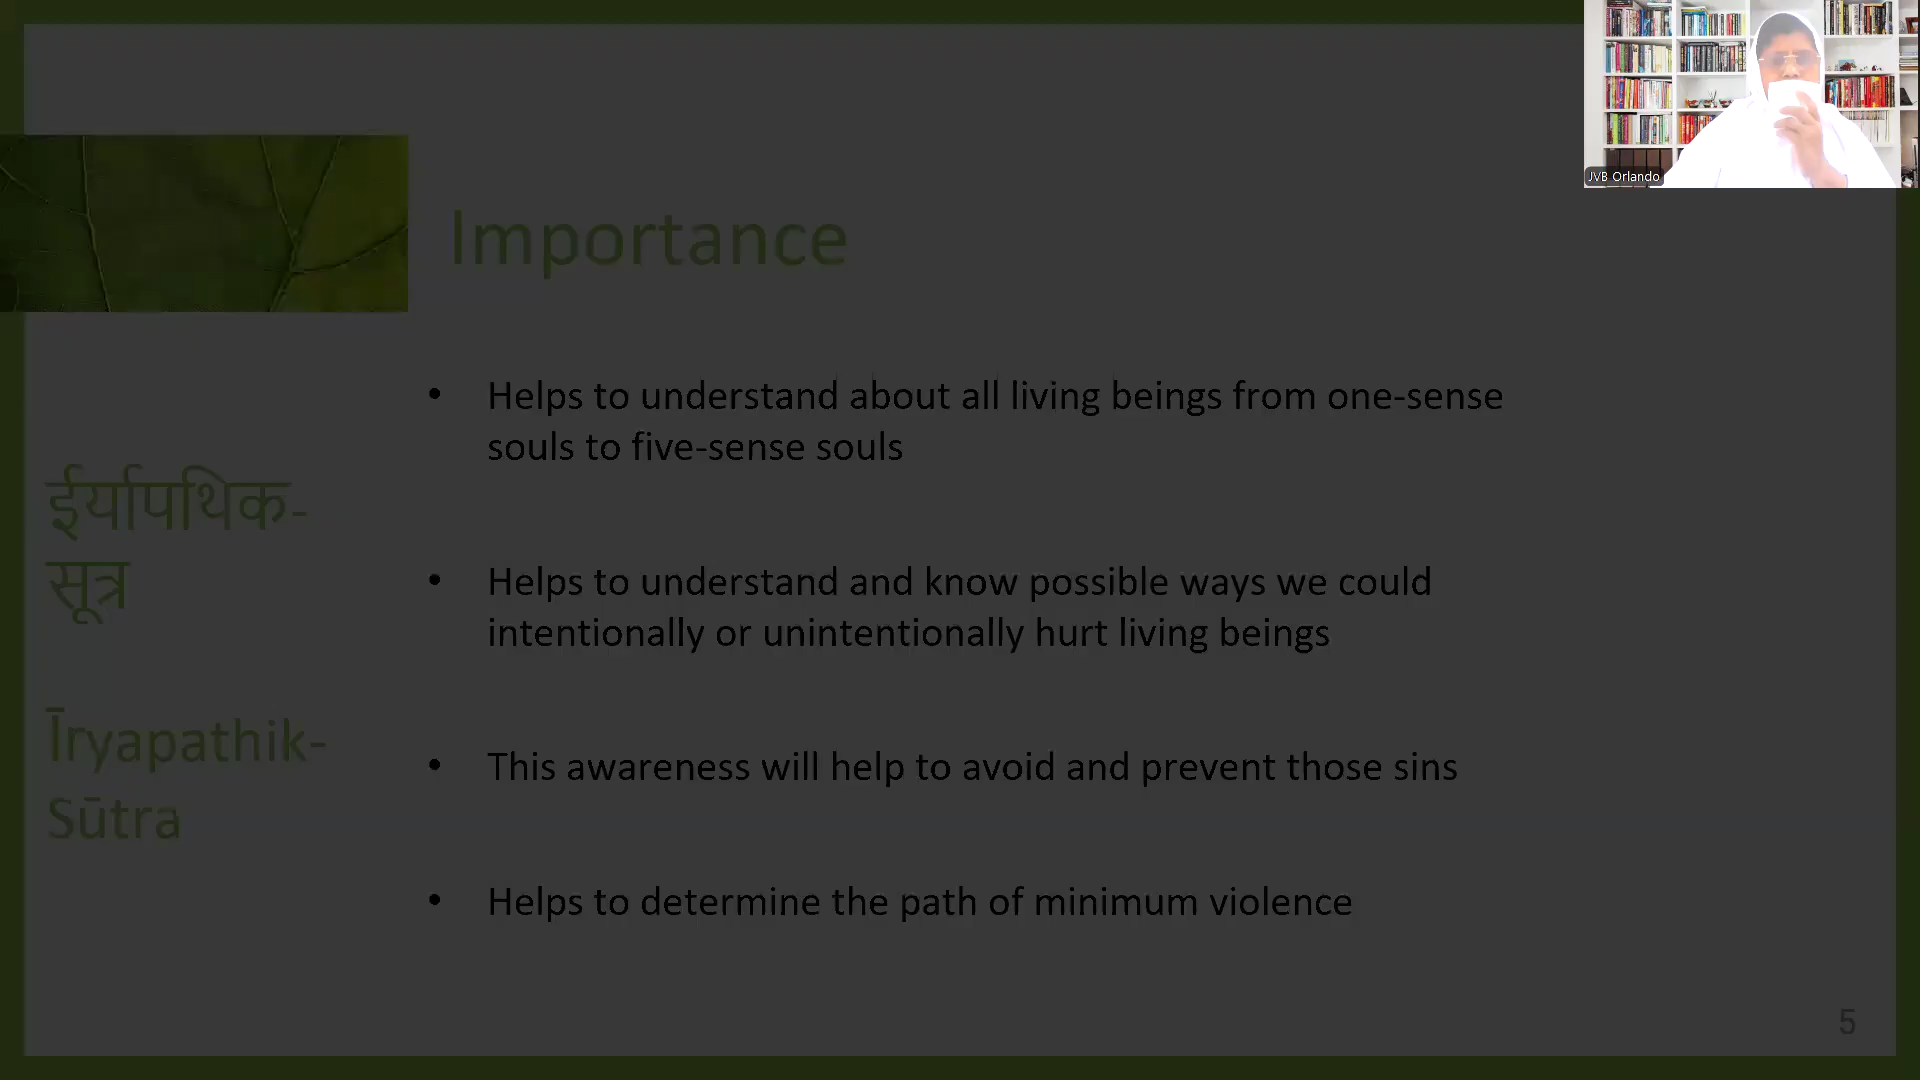 JVB Orlando
Importance
ईर्यापथिक-
सूत्र
Īryapathik-
Sūtra
• Helps to understand about all living beings from one-sense
souls to five-sense souls
• Helps to understand and know possible ways we could
intentionally or unintentionally hurt living beings
• This awareness will help to avoid and prevent those sins
• Helps to determine the path of minimum violence
5